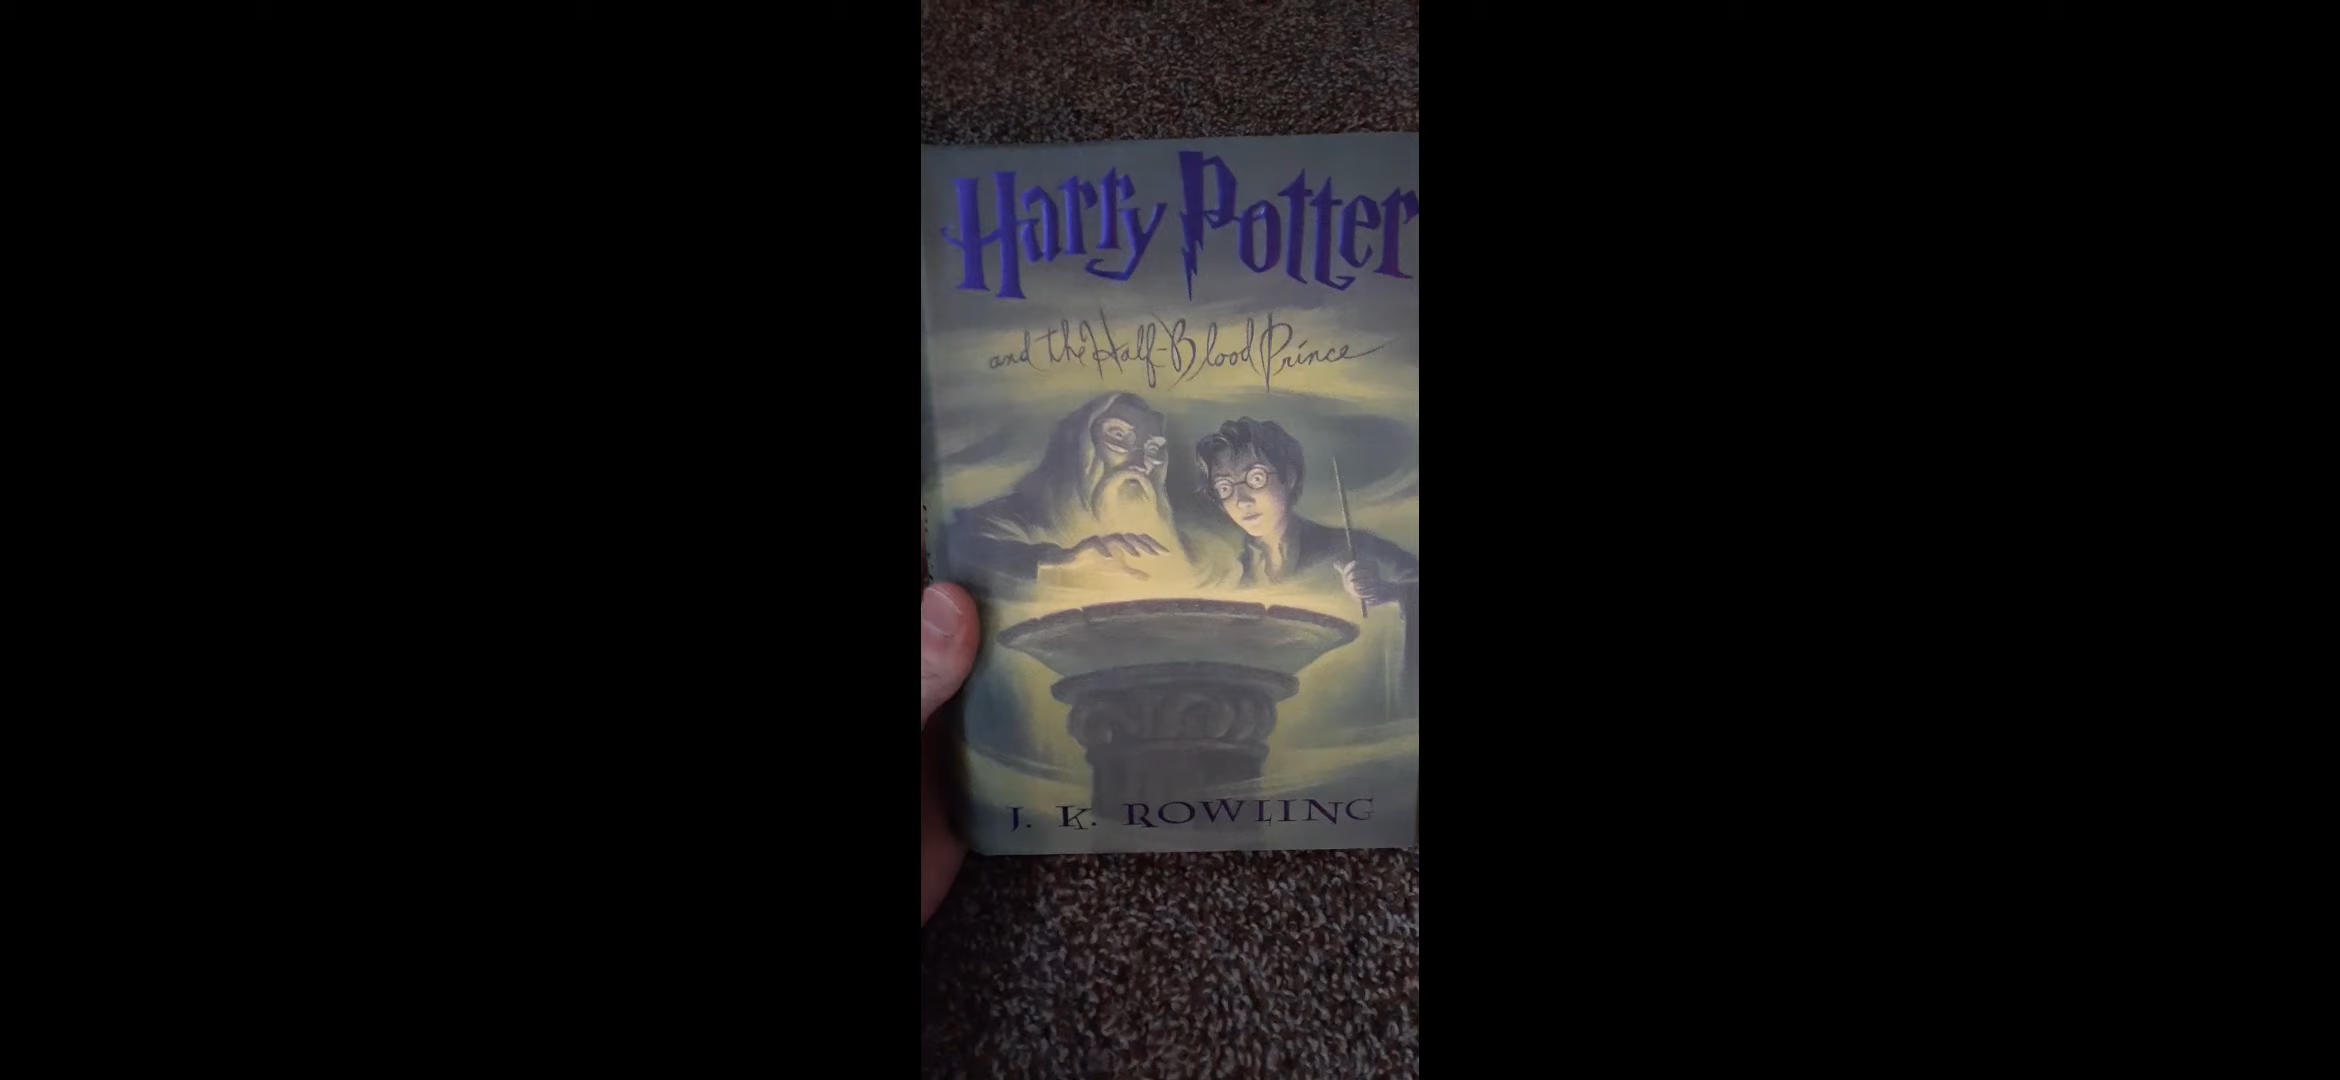 Harry Potter
and the Half-Blood Prince
J. K. ROWLING